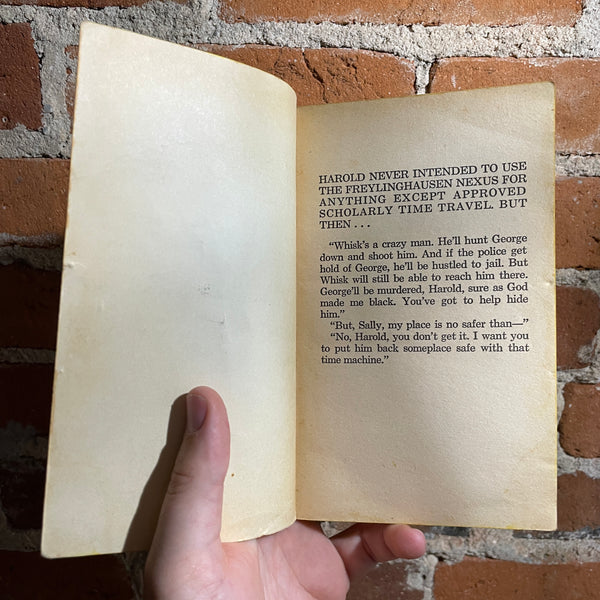 HAROLD NEVER INTENDED TO USE
THE FREYLINGHAUSEN NEXUS FOR
ANYTHING EXCEPT APPROVED
SCHOLARLY TIME TRAVEL. BUT
THEN . . .
"Whisk's a crazy man. He'll hunt George
down and shoot him. And if the police get
hold of George, he'll be hustled to jail. But
Whisk will still be able to reach him there.
George'll be murdered, Harold, sure as God
made me black. You've got to help hide
him."
"But, Sally, my place is no safer than—"
"No, Harold, you don't get it. I want you
to put him back someplace safe with that
time machine."